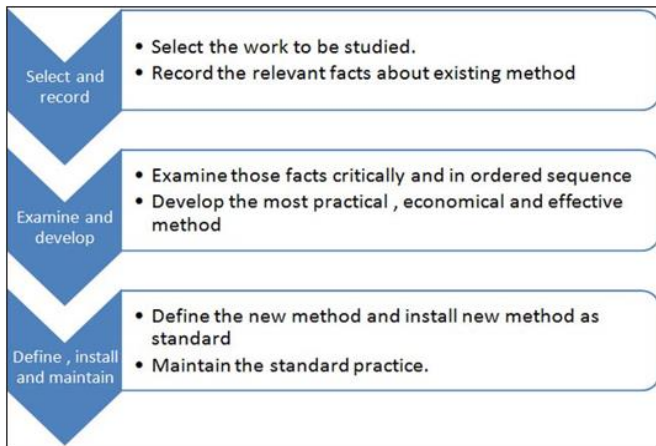 Select and
record
• Select the work to be studied.
• Record the relevant facts about existing method
Examine and
develop
• Examine those facts critically and in ordered sequence
• Develop the most practical , economical and effective
method
Define , install
and maintain
• Define the new method and install new method as
standard
• Maintain the standard practice.